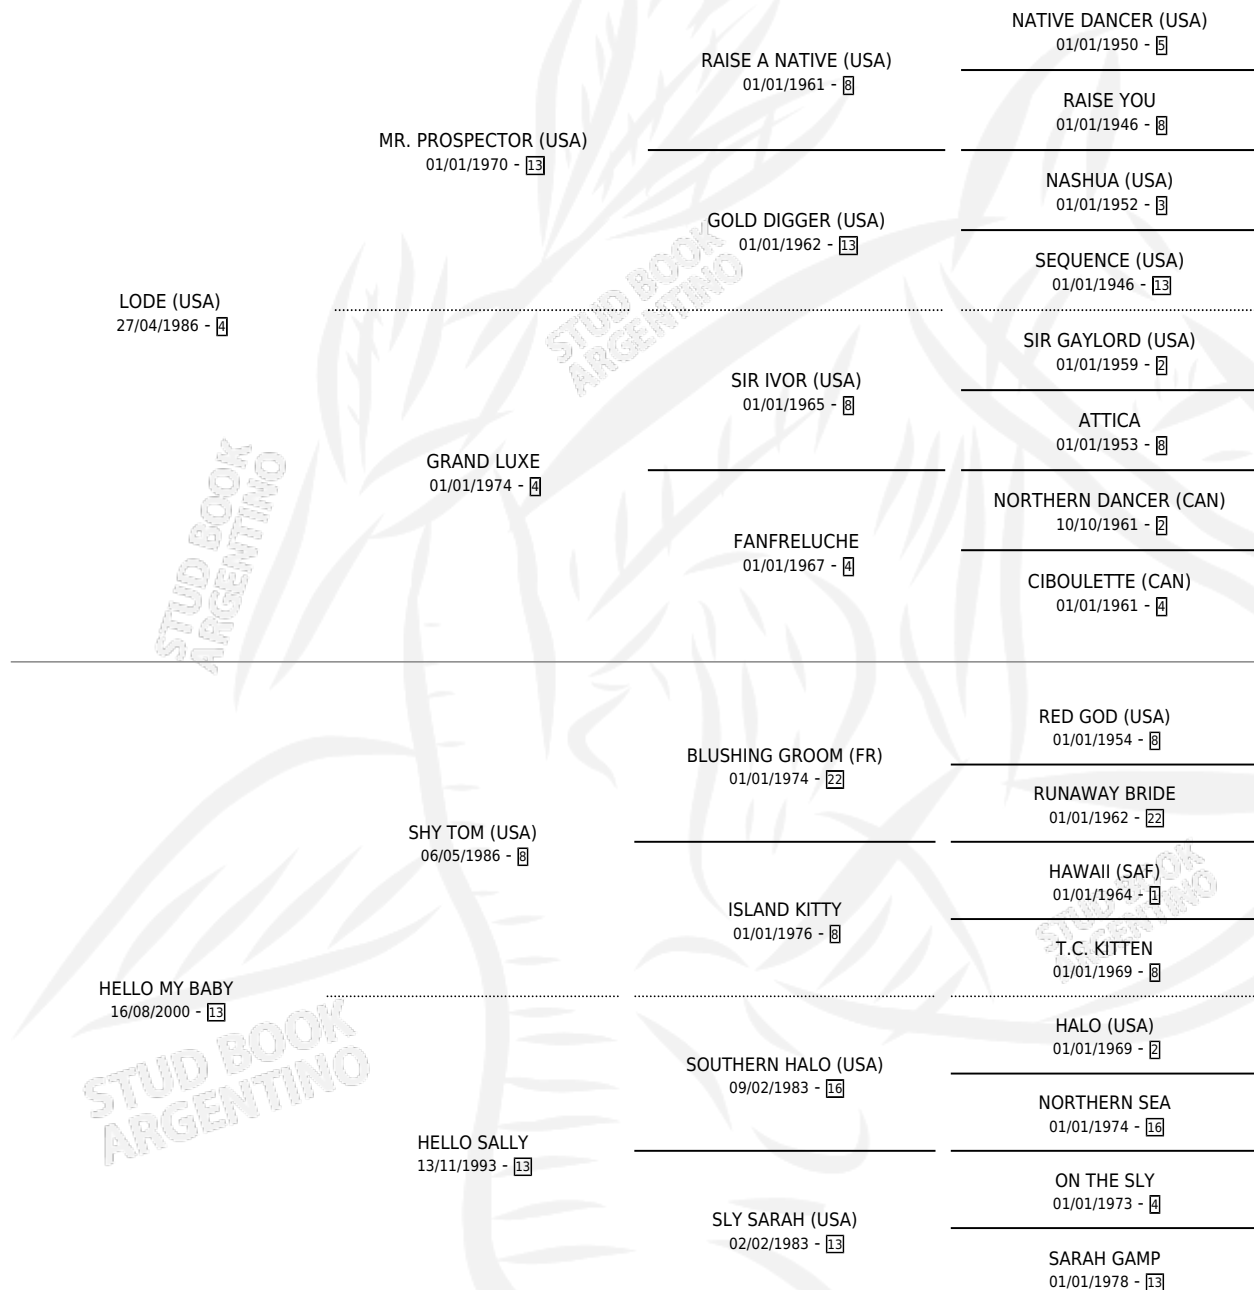 NATIVE DANCER (USA)
01/01/1950 - 5
RAISE A NATIVE (USA)
01/01/1961 - 8
RAISE YOU
01/01/1946 - 8
MR. PROSPECTOR (USA)
01/01/1970 - 13
NASHUA (USA)
01/01/1952 - 3
GOLD DIGGER (USA)
01/01/1962 - 13
SEQUENCE (USA)
01/01/1946 - 13
LODE (USA)
27/04/1986 - 4
STUD BOOK
ARGENTINO
SIR GAYLORD (USA)
01/01/1959 - 2
SIR IVOR (USA)
01/01/1965 - 8
ATTICA
01/01/1953 - 8
GRAND LUXE
01/01/1974 - 4
NORTHERN DANCER (CAN)
10/10/1961 - 2
FANFRELUCHE
01/01/1967 - 4
CIBOULETTE (CAN)
01/01/1961 - 4
STUD BOOK
ARGENTINO
RED GOD (USA)
01/01/1954 - 8
BLUSHING GROOM (FR)
01/01/1974 - 22
RUNAWAY BRIDE
01/01/1962 - 22
SHY TOM (USA)
06/05/1986 - 8
HAWAII (SAF)
01/01/1964 - 1
ISLAND KITTY
01/01/1976 - 8
STUD BOOK
ARGENTINO
T.C. KITTEN
01/01/1969 - 8
HELLO MY BABY
16/08/2000 - 13
HALO (USA)
01/01/1969 - 2
SOUTHERN HALO (USA)
09/02/1983 - 16
NORTHERN SEA
01/01/1974 - 16
STUD BOOK
ARGENTINO
HELLO SALLY
13/11/1993 - 13
ON THE SLY
01/01/1973 - 4
SLY SARAH (USA)
02/02/1983 - 13
SARAH GAMP
01/01/1978 - 13